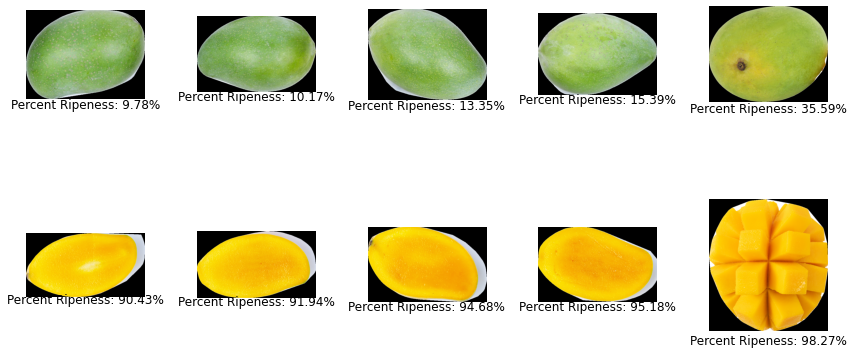 Percent Ripeness: 9.78%
Percent Ripeness: 10.17%
Percent Ripeness: 13.35%
Percent Ripeness: 15.39%
Percent Ripeness: 35.59%
Percent Ripeness: 90.43%
Percent Ripeness: 91.94%
Percent Ripeness: 94.68%
Percent Ripeness: 95.18%
Percent Ripeness: 98.27%